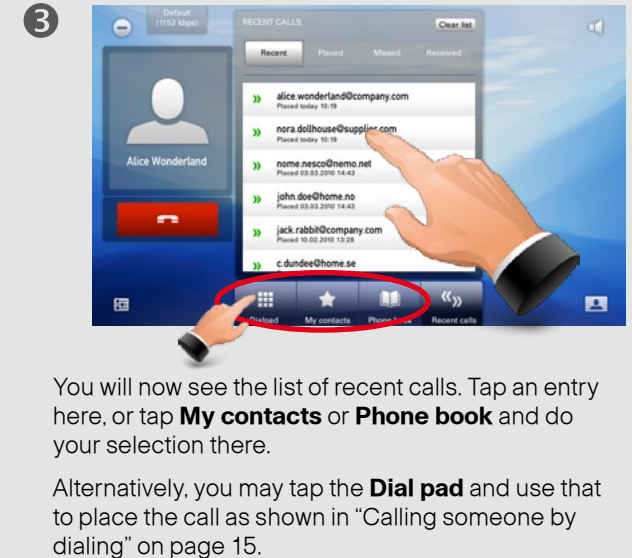 3
Default
(1152 kbps)
RECENT CALLS
Clear list
Recent Placed Missed Received
alice.wonderland@company.com
Placed today 10:19
nora.dollhouse@supplier.com
Placed today 10:19
nome.nesco@nemo.net
Placed 03.03.2010 14:43
john.doe@home.no
Placed 03.03.2010 14:43
jack.rabbit@company.com
Placed 10.02.2010 13:28
c.dundee@home.se
Alice Wonderland
My contacts Phone book Recent calls
You will now see the list of recent calls. Tap an entry
here, or tap My contacts or Phone book and do
your selection there.
Alternatively, you may tap the Dial pad and use that
to place the call as shown in “Calling someone by
dialing” on page 15.